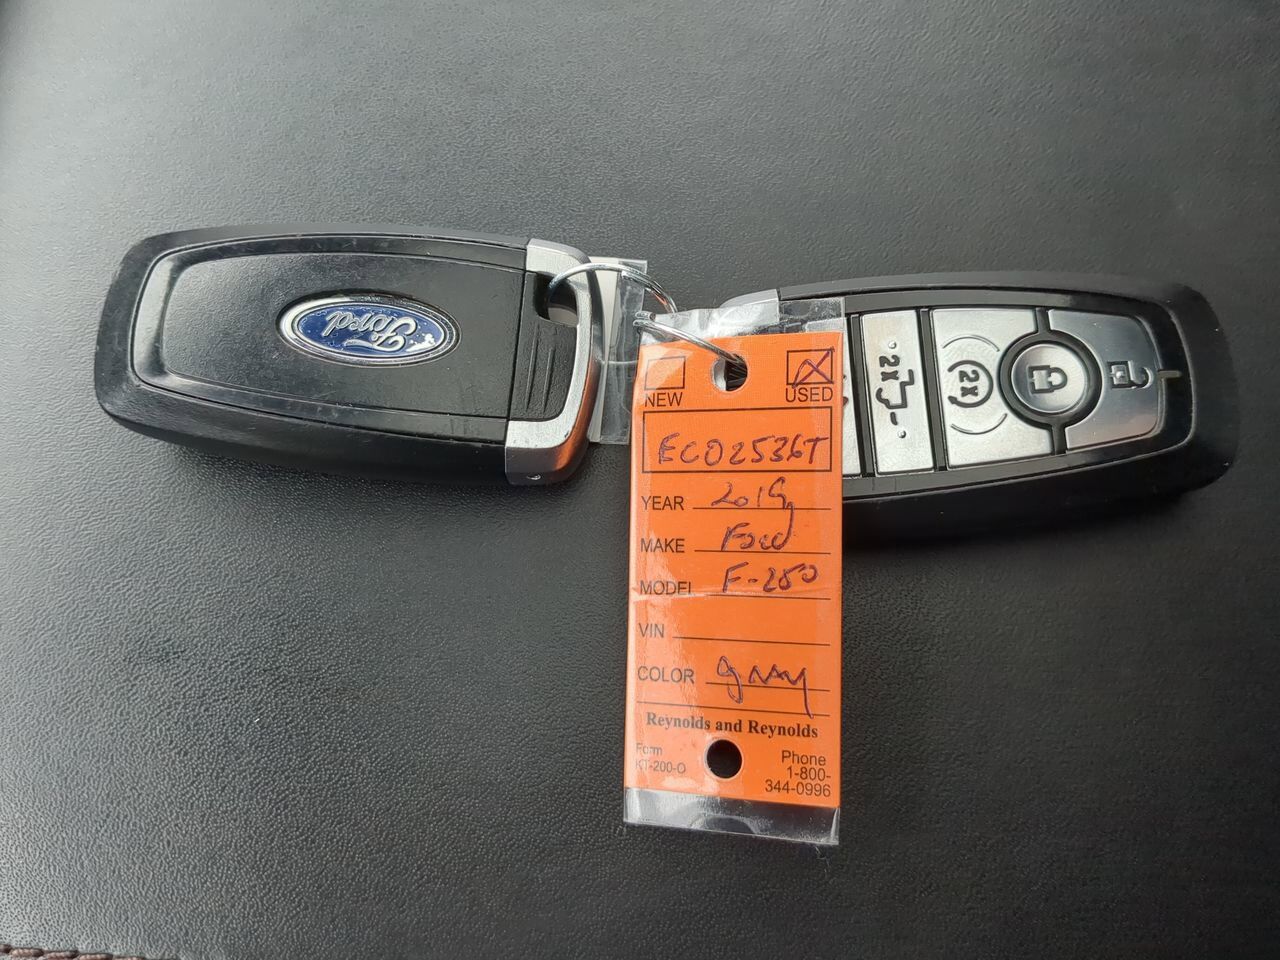 Ford
2x
2x
NEW USED
EC02536T
YEAR 2019
MAKE Ford
MODEL F-250
VIN
COLOR gray
Reynolds and Reynolds
Form
KT-200-O
Phone
1-800-
344-0996